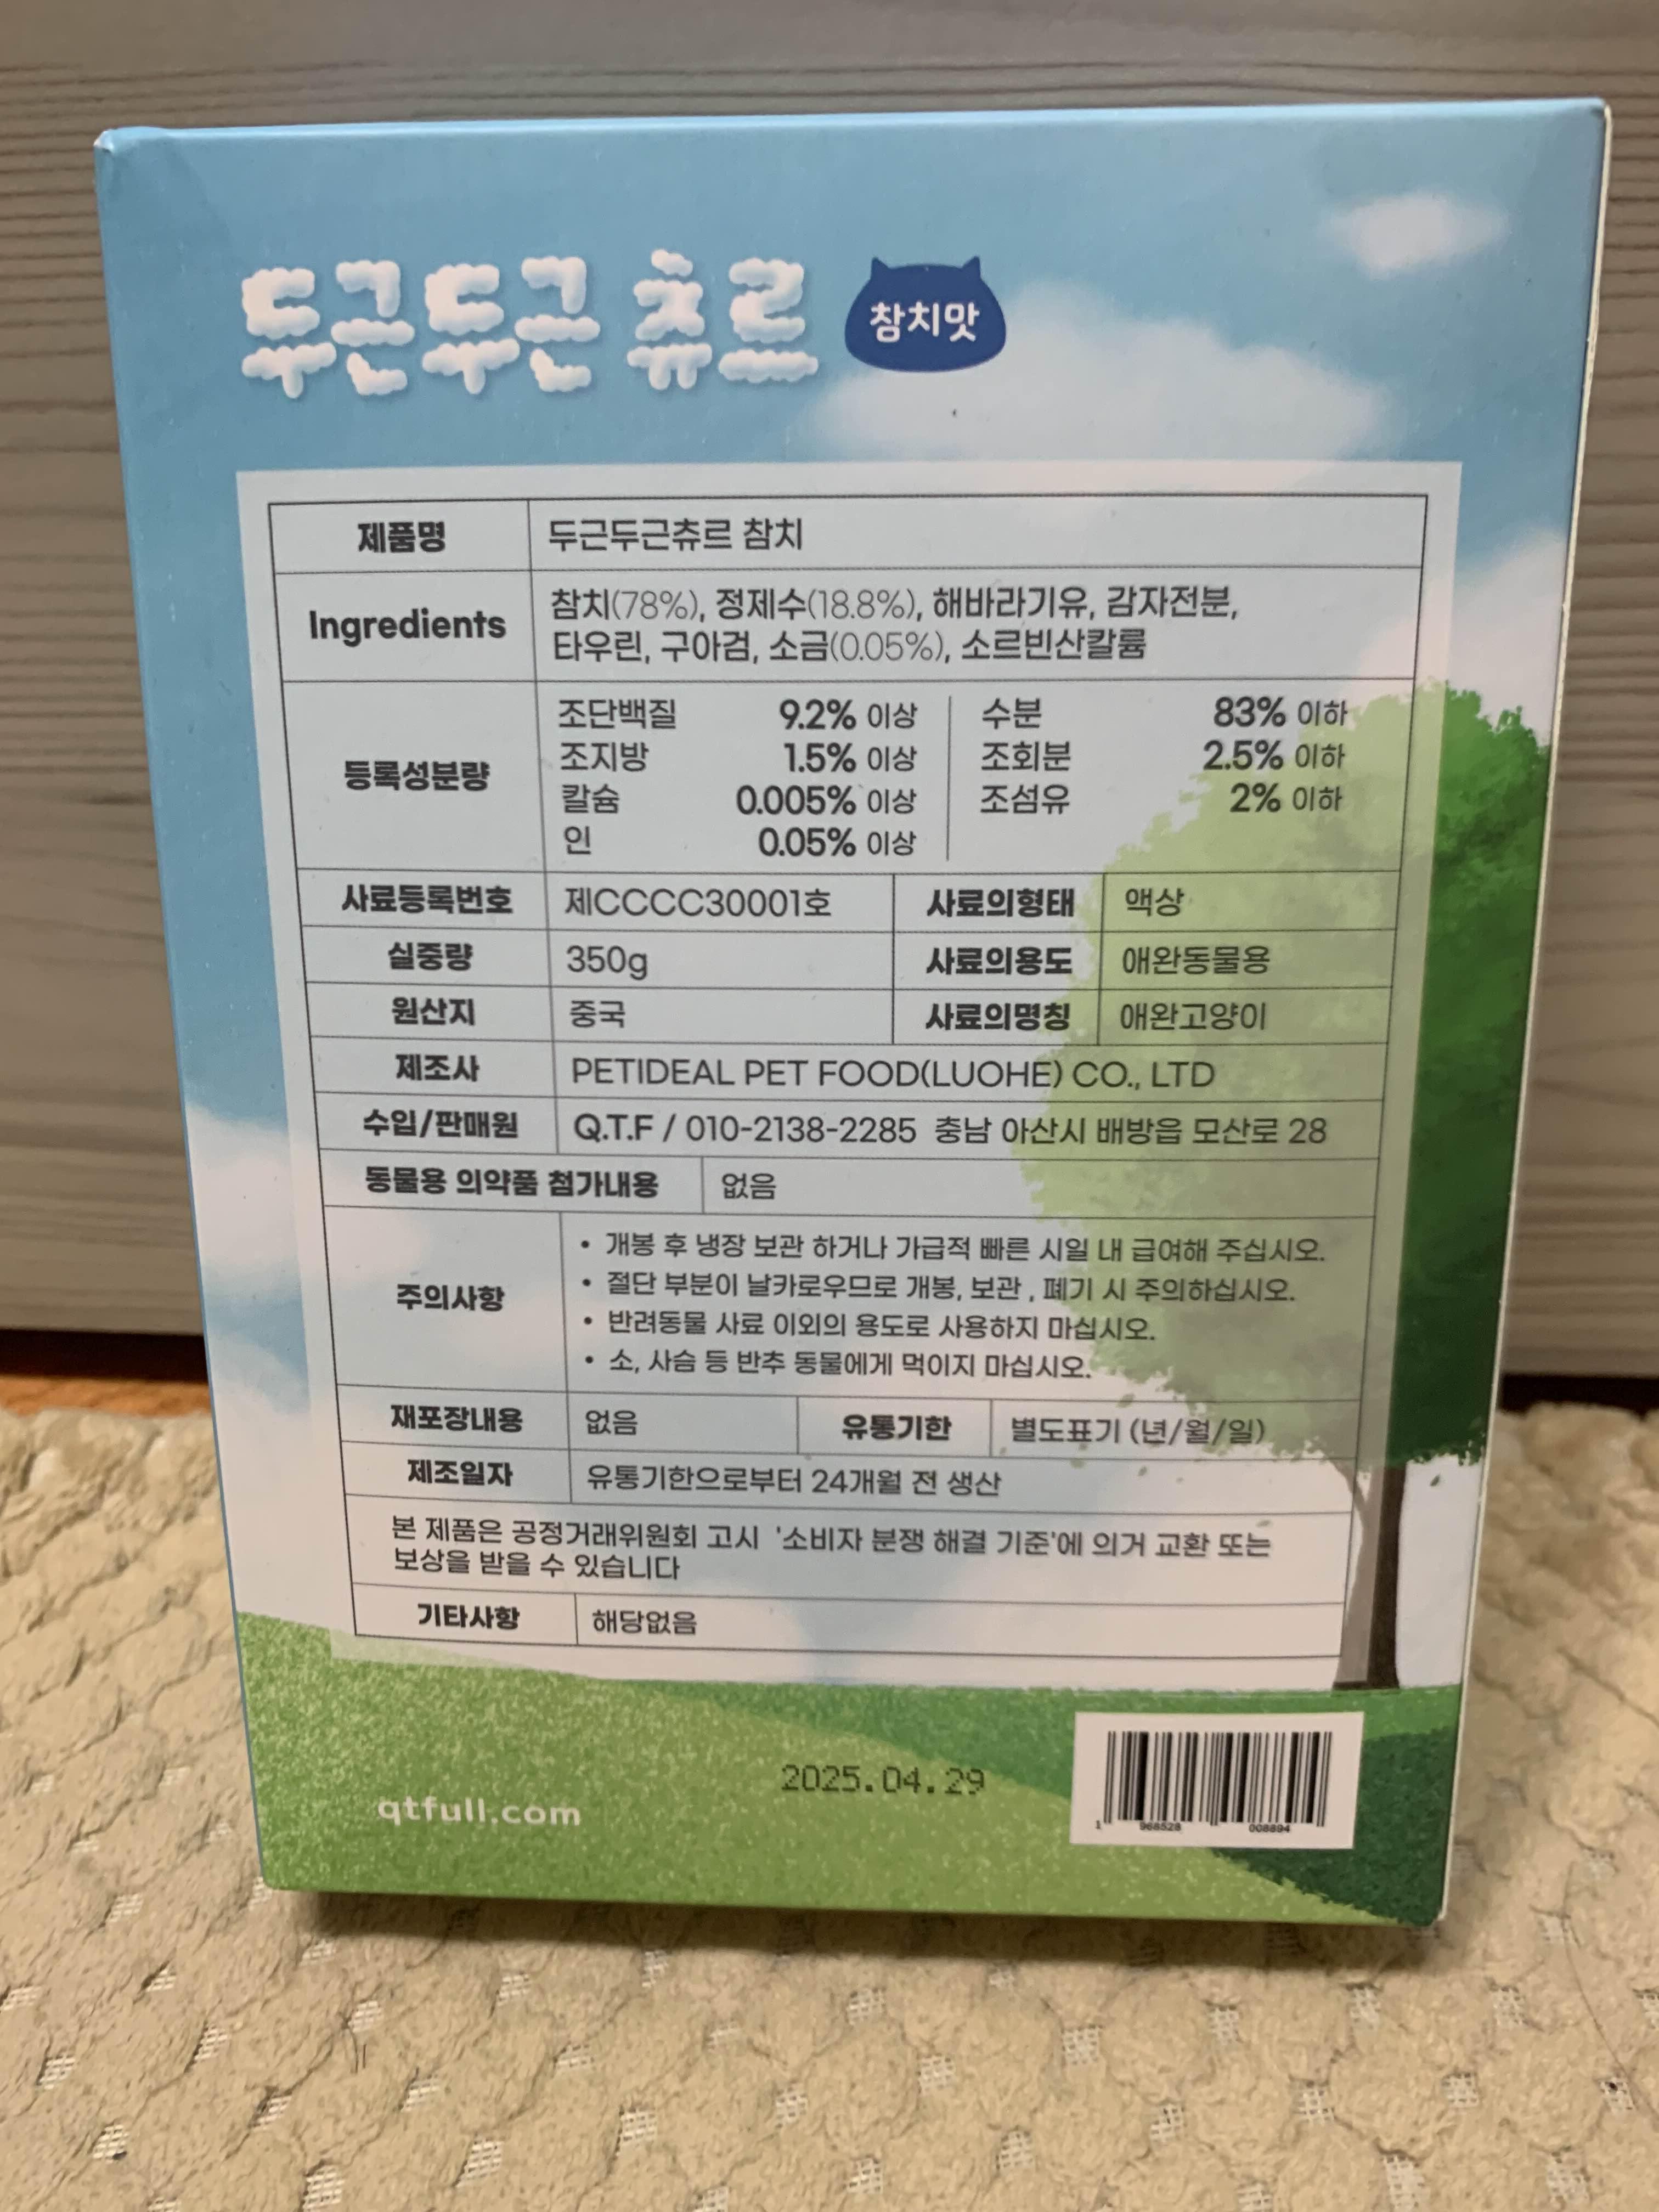 두근두근 츄르 참치맛
제품명 두근두근츄르 참치
Ingredients 참치(78%), 정제수(18.8%), 해바라기유, 감자전분,
타우린, 구아검, 소금(0.05%), 소르빈산칼륨
등록성분량
조단백질 9.2% 이상 수분 83% 이하
조지방 1.5% 이상 조회분 2.5% 이하
칼슘 0.005% 이상 조섬유 2% 이하
인 0.05% 이상
사료등록번호 제CCCC30001호 사료의형태 액상
실중량 350g 사료의용도 애완동물용
원산지 중국 사료의명칭 애완고양이
제조사 PETIDEAL PET FOOD(LUOHE) CO., LTD
수입/판매원 Q.T.F / 010-2138-2285 충남 아산시 배방읍 모산로 28
동물용 의약품 첨가내용 없음
주의사항
• 개봉 후 냉장 보관 하거나 가급적 빠른 시일 내 급여해 주십시오.
• 절단 부분이 날카로우므로 개봉, 보관 , 폐기 시 주의하십시오.
• 반려동물 사료 이외의 용도로 사용하지 마십시오.
• 소, 사슴 등 반추 동물에게 먹이지 마십시오.
재포장내용 없음 유통기한 별도표기 (년/월/일)
제조일자 유통기한으로부터 24개월 전 생산
본 제품은 공정거래위원회 고시 '소비자 분쟁 해결 기준'에 의거 교환 또는
보상을 받을 수 있습니다
기타사항 해당없음
2025.04.29
qtfull.com
1 968528 008894